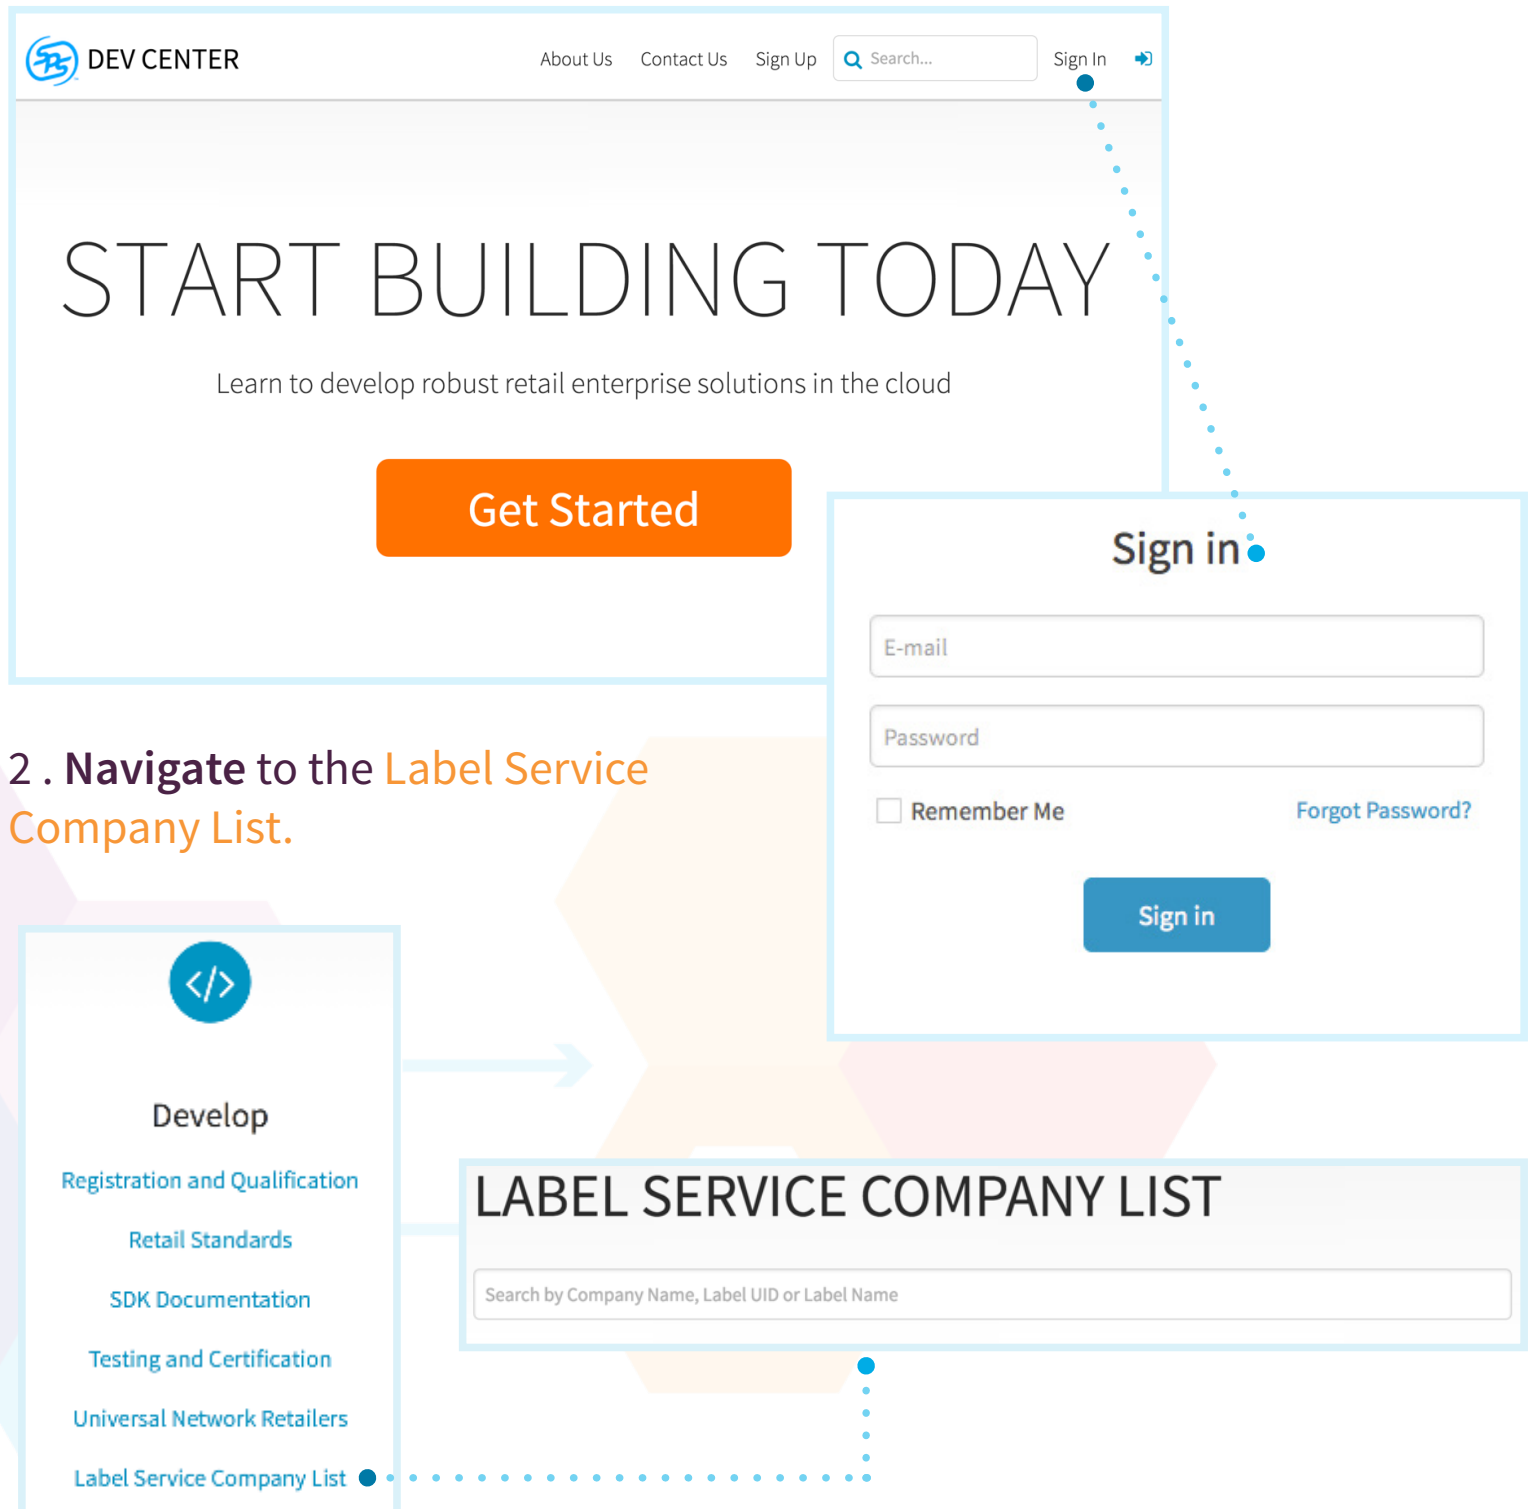 SPS DEV CENTER
About Us Contact Us Sign Up Search... Sign In
START BUILDING TODAY
Learn to develop robust retail enterprise solutions in the cloud
Get Started
Sign in
E-mail
Password
Remember Me Forgot Password?
Sign in
2 . Navigate to the Label Service
Company List.
</>
Develop
Registration and Qualification
Retail Standards
SDK Documentation
Testing and Certification
Universal Network Retailers
Label Service Company List
LABEL SERVICE COMPANY LIST
Search by Company Name, Label UID or Label Name